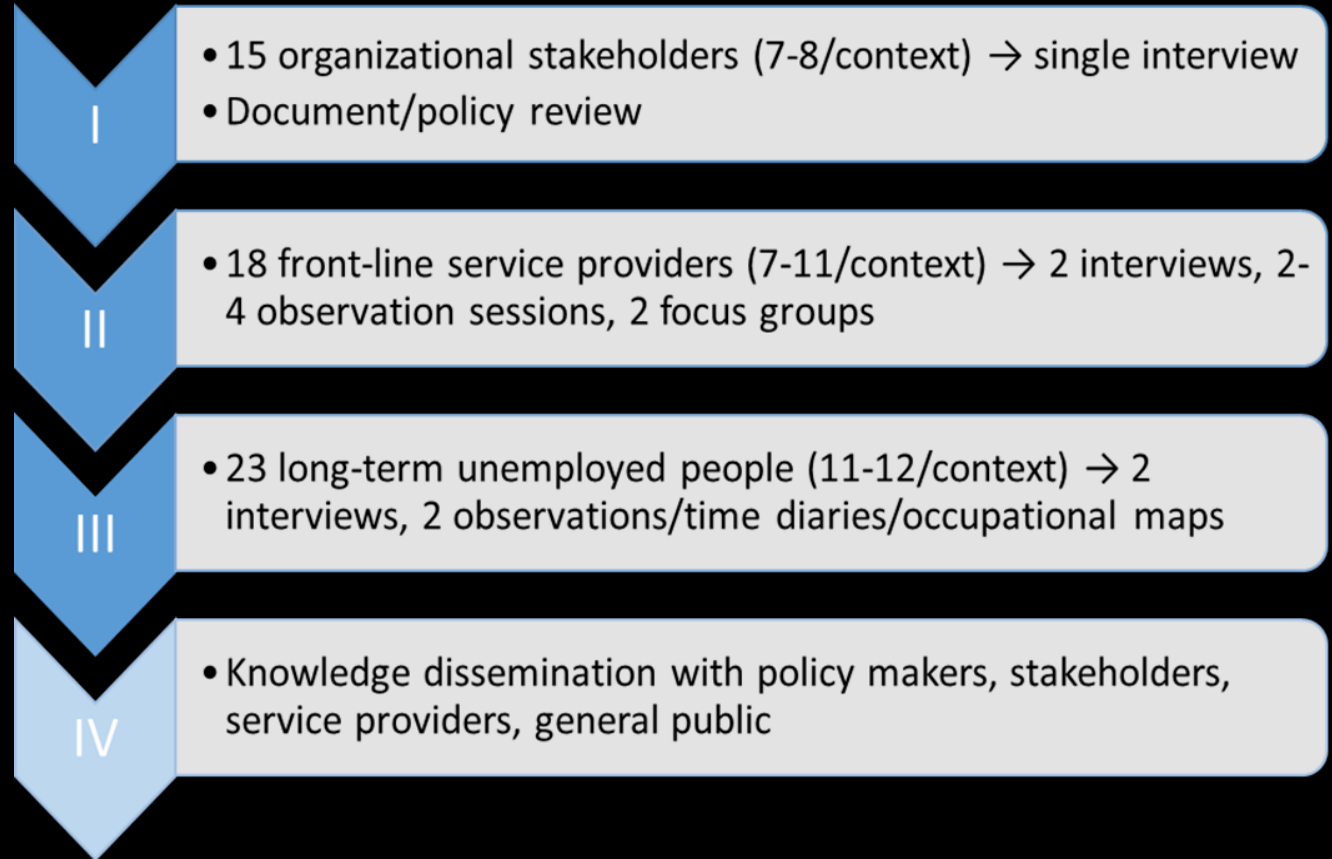 I
• 15 organizational stakeholders (7-8/context) → single interview
• Document/policy review
II
• 18 front-line service providers (7-11/context) → 2 interviews, 2-
4 observation sessions, 2 focus groups
III
• 23 long-term unemployed people (11-12/context) → 2
interviews, 2 observations/time diaries/occupational maps
IV
• Knowledge dissemination with policy makers, stakeholders,
service providers, general public